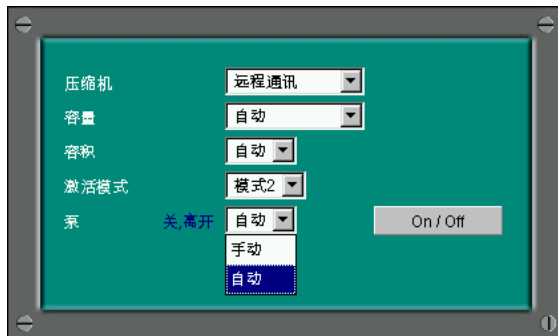 压缩机 远程通讯
容量 自动
容积 自动
激活模式 模式2
泵 关,离开 自动 On / Off
手动
自动